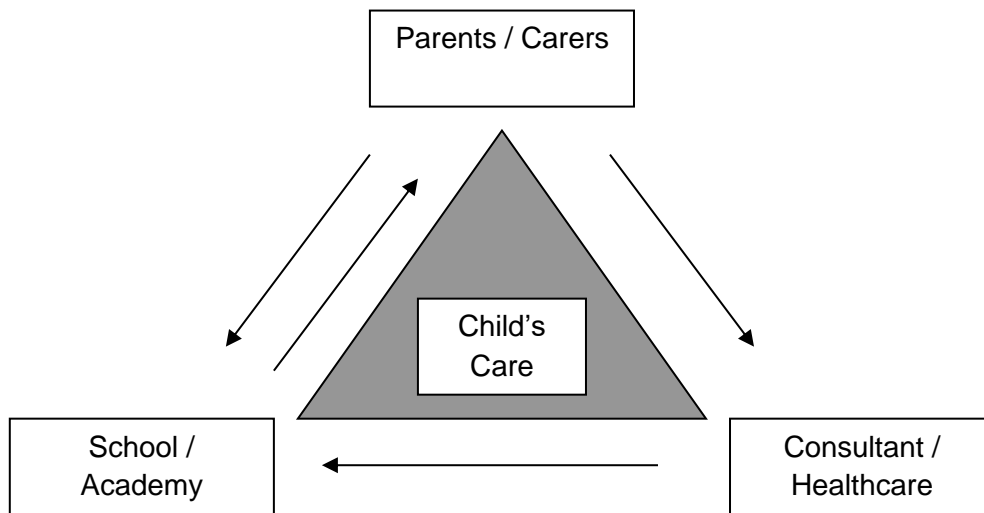 Parents / Carers
Child’s
Care
School /
Academy
Consultant /
Healthcare